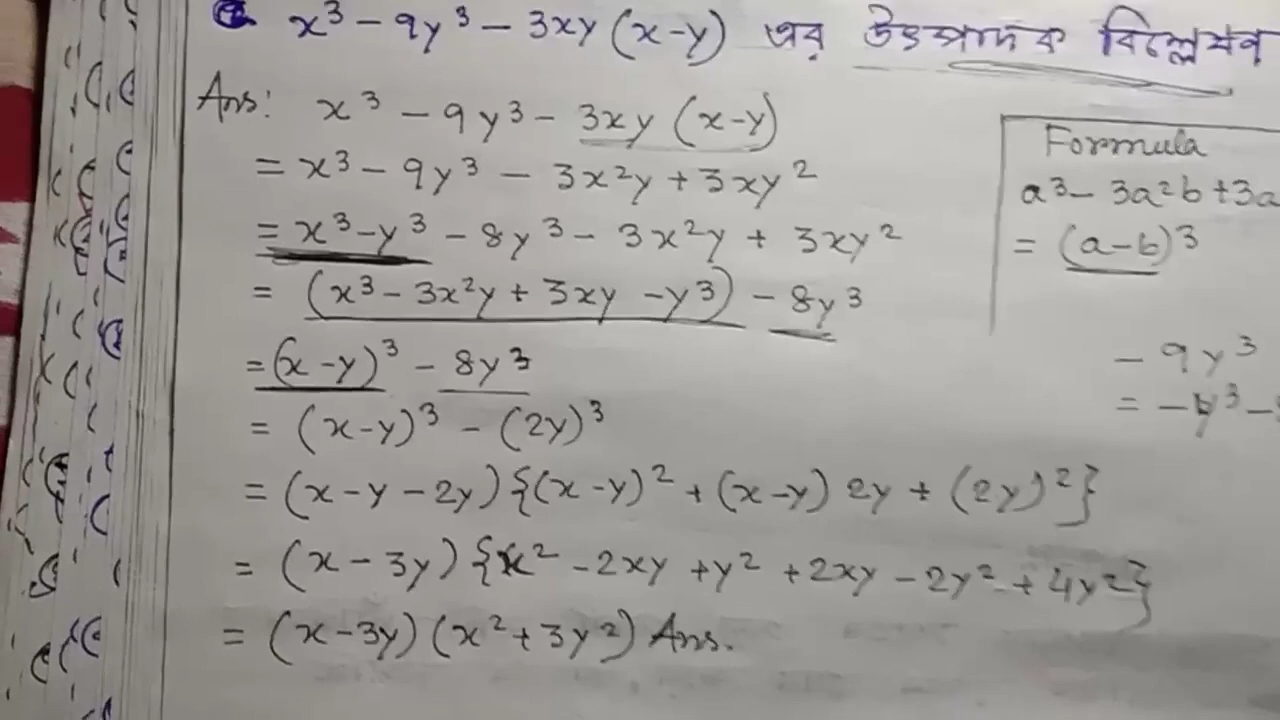 x³ - 9y³ - 3xy (x-y) এর উৎপাদক বিশ্লেষণ
Ans: x³ - 9y³ - 3xy (x-y)
= x³ - 9y³ - 3x²y + 3xy²
= x³-y³ - 8y³ - 3x²y + 3xy²
= (x³ - 3x²y + 3xy - y³) - 8y³
= (x-y)³ - 8y³
= (x-y)³ - (2y)³
= (x-y-2y){(x-y)² + (x-y) 2y + (2y)²}
= (x - 3y) {x² - 2xy + y² + 2xy - 2y² + 4y²}
= (x-3y) (x² + 3y²) Ans.
Formula
a³ - 3a²b + 3a
= (a-b)³
- 9y³
= -y³ -